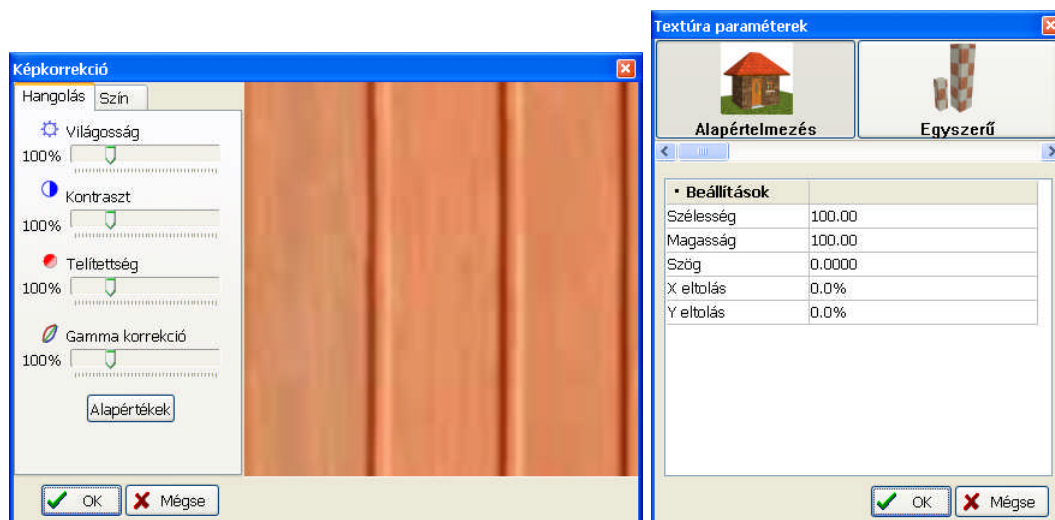 Képkorrekció
Hangolás Szín
Világosság
100%
Kontraszt
100%
Telítettség
100%
Gamma korrekció
100%
Alapértékek
OK Mégse
Textúra paraméterek
Alapértelmezés Egyszerű
• Beállítások
Szélesség 100.00
Magasság 100.00
Szög 0.0000
X eltolás 0.0%
Y eltolás 0.0%
OK Mégse